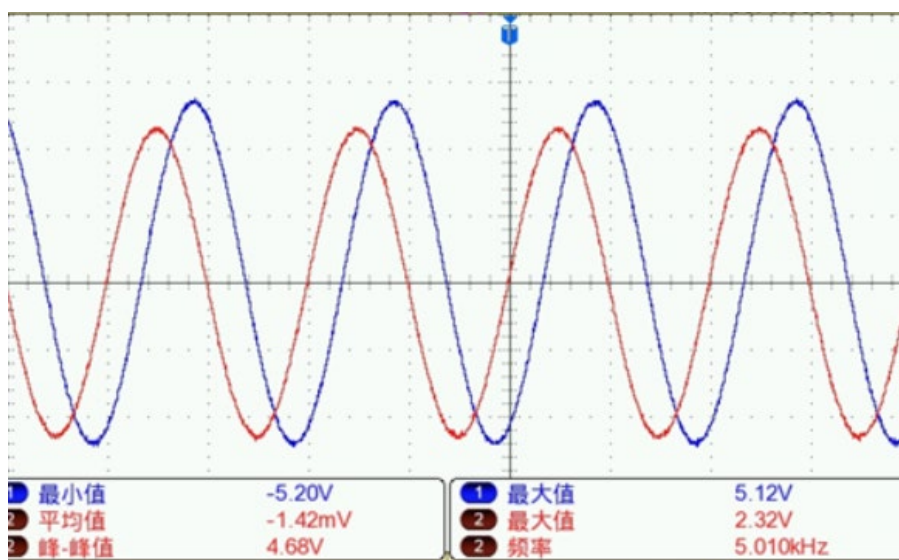 T
1 最小值 -5.20V
2 平均值 -1.42mV
2 峰-峰值 4.68V
1 最大值 5.12V
2 最大值 2.32V
2 频率 5.010kHz